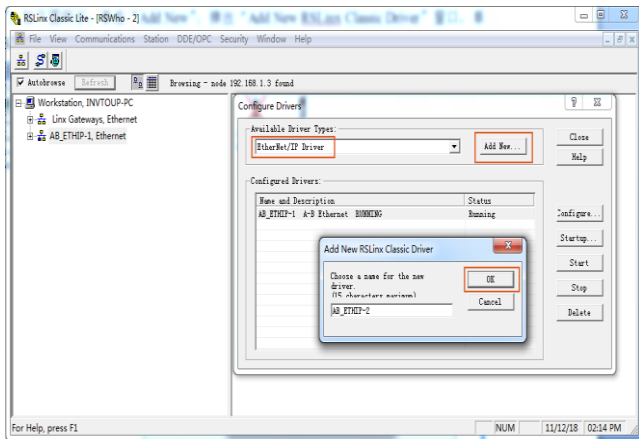 Add New"，弹出 "Add New RSLinx Classic Driver" 窗口，单
RSLinx Classic Lite - [RSWho - 2]
File View Communications Station DDE/OPC Security Window Help
Autobrowse Refresh Browsing - node 192.168.1.3 found
Workstation, INVTOUP-PC
Linx Gateways, Ethernet
AB_ETHIP-1, Ethernet
Configure Drivers
Available Driver Types:
EtherNet/IP Driver Add New... Close
Help
Configured Drivers:
Name and Description Status
AB_ETHIP-1 A-B Ethernet RUNNING Running
Configure...
Startup...
Start
Stop
Delete
Add New RSLinx Classic Driver
Choose a name for the new
driver.
(15 characters maximum)
AB_ETHIP-2
OK
Cancel
For Help, press F1 NUM 11/12/18 02:14 PM